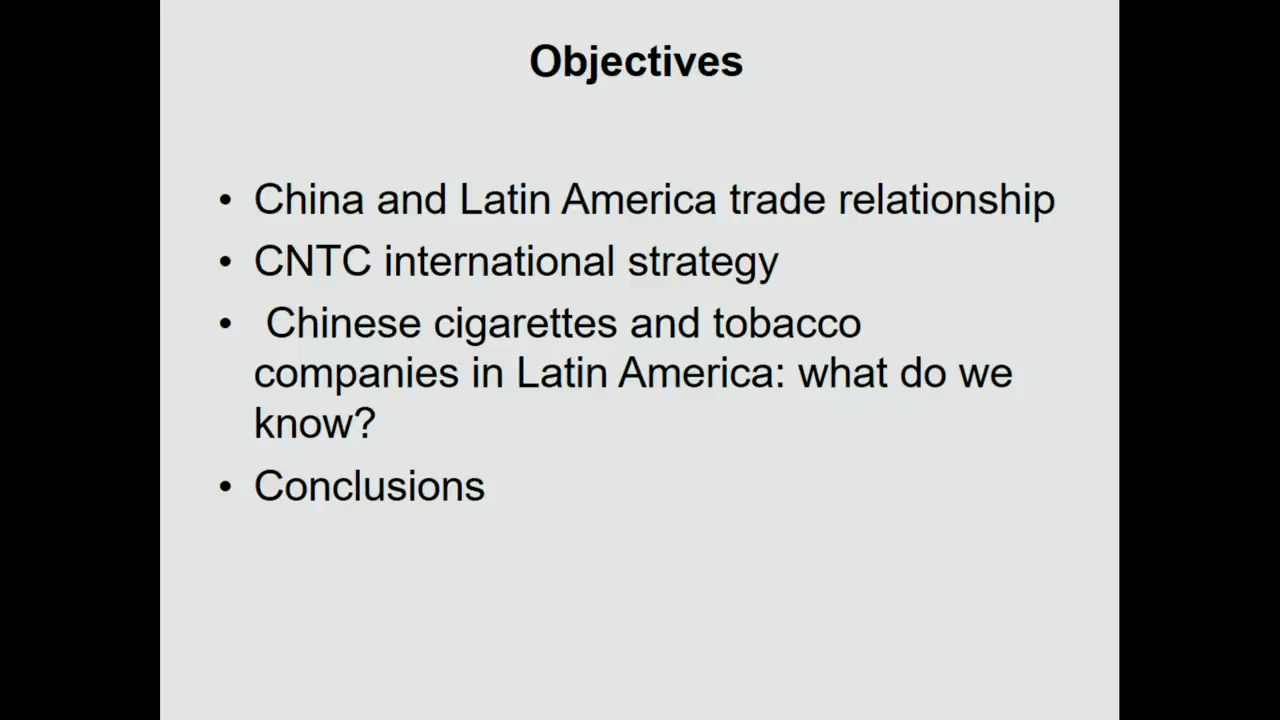 Objectives
• China and Latin America trade relationship
• CNTC international strategy
• Chinese cigarettes and tobacco
companies in Latin America: what do we
know?
• Conclusions